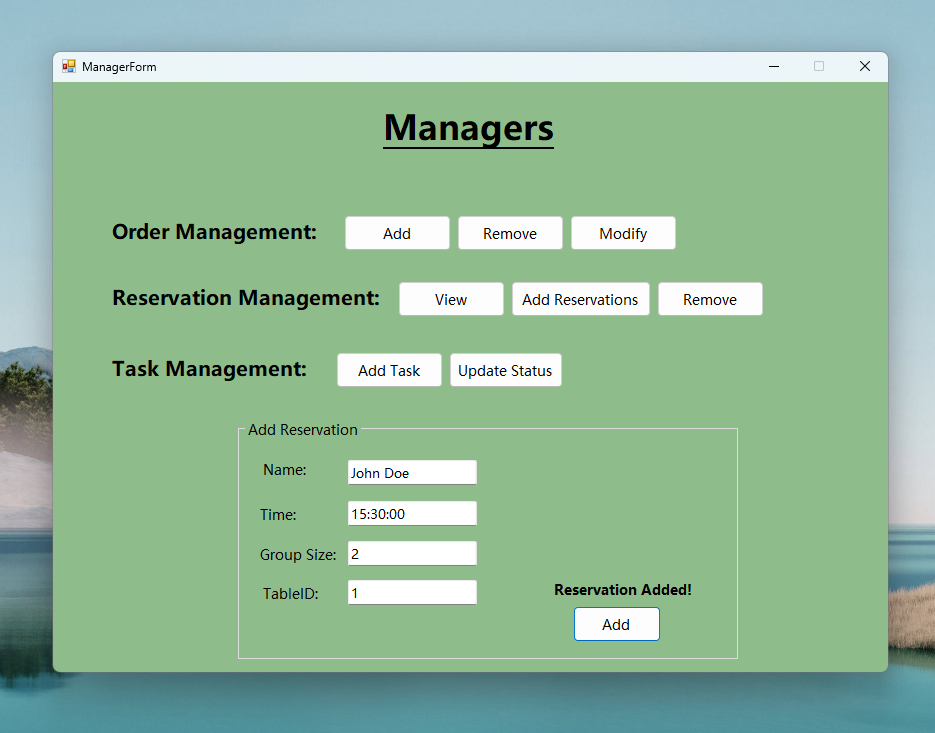 ManagerForm
Managers
Order Management: Add Remove Modify
Reservation Management: View Add Reservations Remove
Task Management: Add Task Update Status
Add Reservation
Name: John Doe
Time: 15:30:00
Group Size: 2
TableID: 1
Reservation Added!
Add